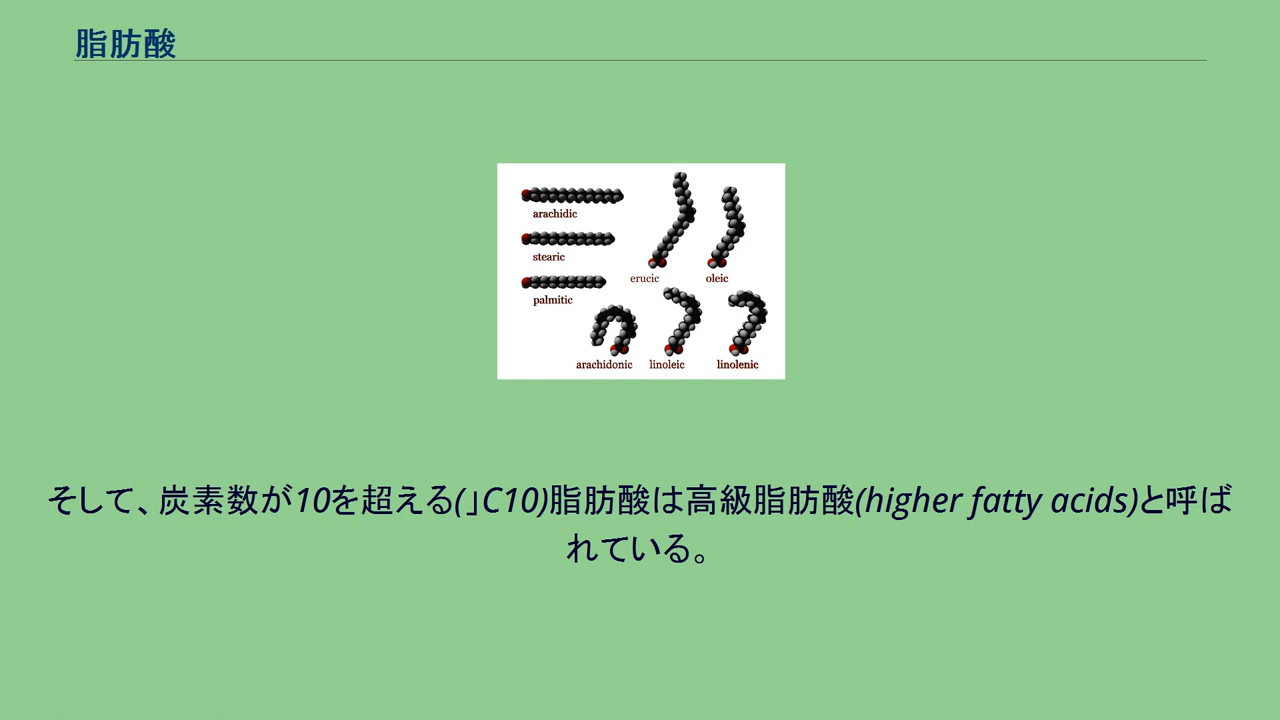 脂肪酸
arachidic
stearic
palmitic
erucic
oleic
arachidonic
linoleic
linolenic
そして、炭素数が10を超える(」C10)脂肪酸は高級脂肪酸(higher fatty acids)と呼ば
れている。